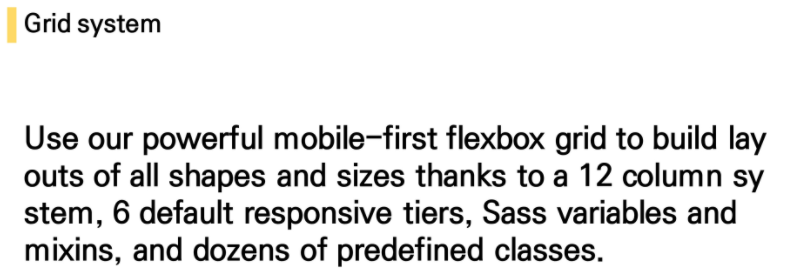 Grid system
Use our powerful mobile-first flexbox grid to build lay
outs of all shapes and sizes thanks to a 12 column sy
stem, 6 default responsive tiers, Sass variables and
mixins, and dozens of predefined classes.